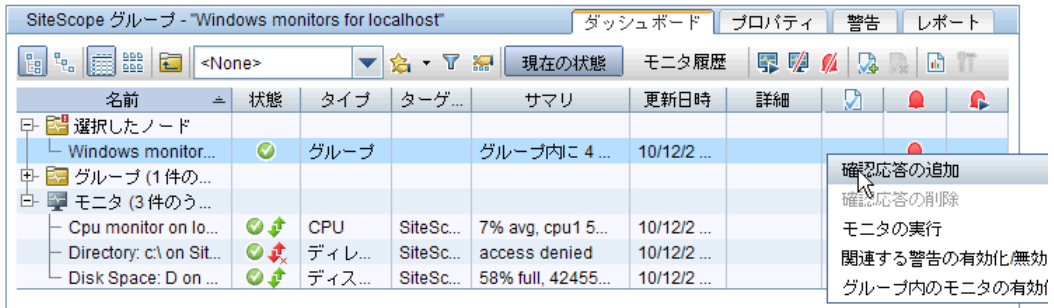 SiteScope グループ - "Windows monitors for localhost" ダッシュボード プロパティ 警告 レポート
<None> 現在の状態 モニタ履歴
名前 状態 タイプ ターゲ... サマリ 更新日時 詳細
選択したノード
Windows monitor... グループ グループ内に 4 ... 10/12/2 ...
グループ (1 件の...
モニタ (3 件のう...
Cpu monitor on lo... CPU SiteSc... 7% avg, cpu1 5... 10/12/2 ...
Directory: c:\ on Sit... ディレ... SiteSc... access denied 10/12/2 ...
Disk Space: D on ... ディス... SiteSc... 58% full, 42455... 10/12/2 ...
確認応答の追加
確認応答の削除
モニタの実行
関連する警告の有効化/無効
グループ内のモニタの有効